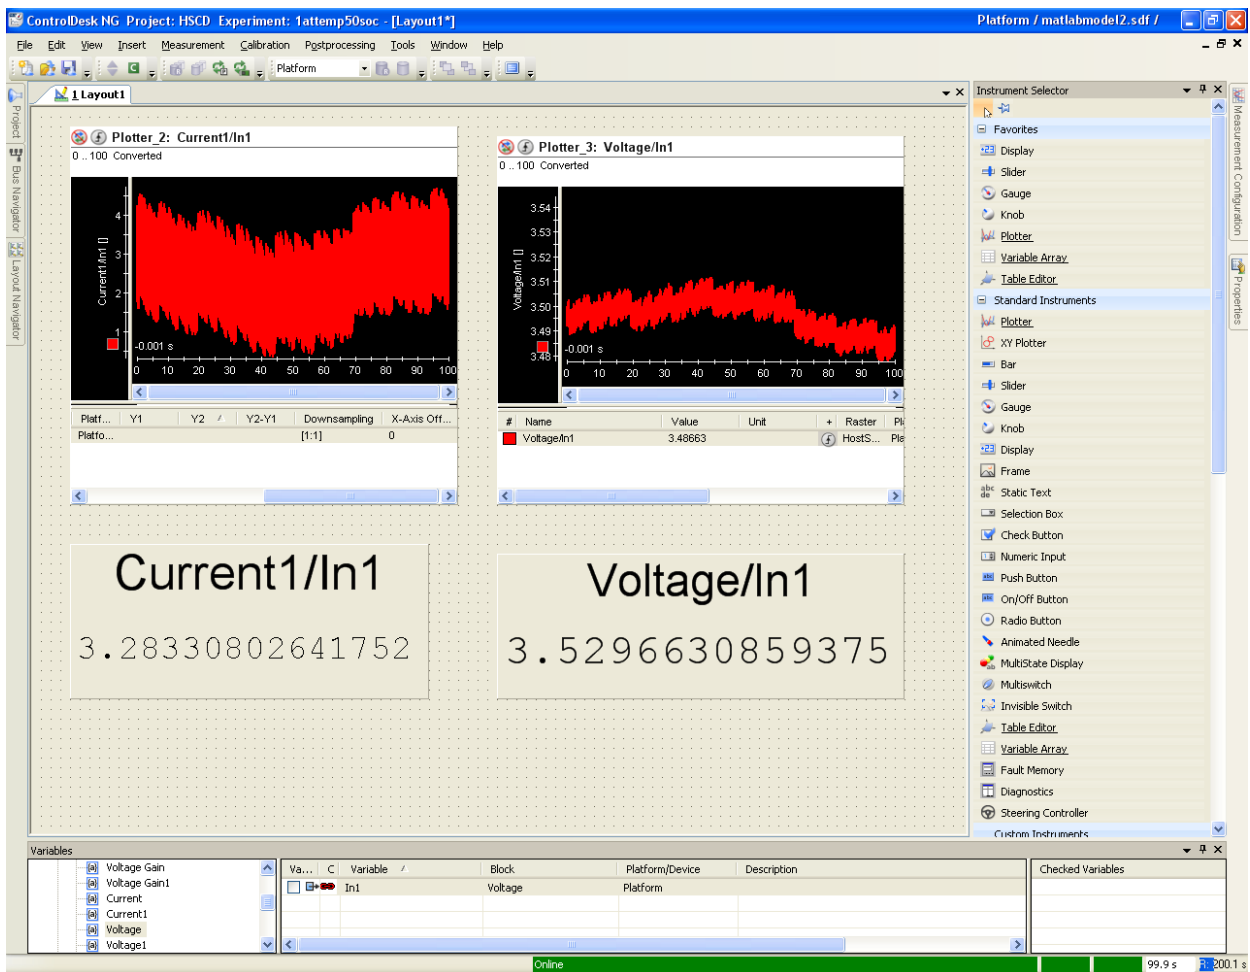 ControlDesk NG Project: HSCD Experiment: 1attemp50soc - [Layout1*] Platform / matlabmodel2.sdf /
File Edit View Insert Measurement Calibration Postprocessing Tools Window Help
Platform
1 Layout1
Project
Bus Navigator
Layout Navigator
Plotter_2: Current1/In1
0 .. 100 Converted
Current1/In1 []
4
3
2
1
-0.001 s
0 10 20 30 40 50 60 70 80 90 100
Platf... Y1 Y2 Y2-Y1 Downsampling X-Axis Off...
Platfo... [1:1] 0
Plotter_3: Voltage/In1
0 .. 100 Converted
Voltage/In1 []
3.54
3.53
3.52
3.51
3.50
3.49
3.48
-0.001 s
0 10 20 30 40 50 60 70 80 90 100
# Name Value Unit + Raster Pl
Voltage/In1 3.48663 HostS... Pla
Current1/In1
3.28330802641752
Voltage/In1
3.5296630859375
Instrument Selector
Favorites
Display
Slider
Gauge
Knob
Plotter
Variable Array
Table Editor
Standard Instruments
Plotter
XY Plotter
Bar
Slider
Gauge
Knob
Display
Frame
Static Text
Selection Box
Check Button
Numeric Input
Push Button
On/Off Button
Radio Button
Animated Needle
MultiState Display
Multiswitch
Invisible Switch
Table Editor
Variable Array
Fault Memory
Diagnostics
Steering Controller
Custom Instruments
Measurement Configuration
Properties
Variables
Voltage Gain
Voltage Gain1
Current
Current1
Voltage
Voltage1
Va... C Variable Block Platform/Device Description
In1 Voltage Platform
Checked Variables
Online 99.9 s R: 200.1 s